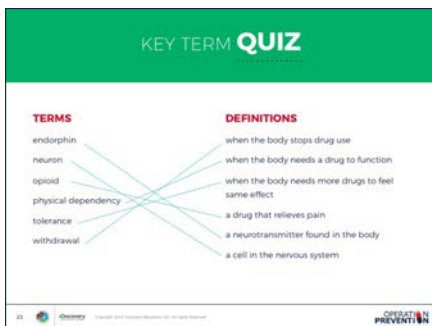 KEY TERM QUIZ
TERMS
endorphin
neuron
opioid
physical dependency
tolerance
withdrawal
DEFINITIONS
when the body stops drug use
when the body needs a drug to function
when the body needs more drugs to feel
same effect
a drug that relieves pain
a neurotransmitter found in the body
a cell in the nervous system
23
Discovery
OPERATION
PREVENTION